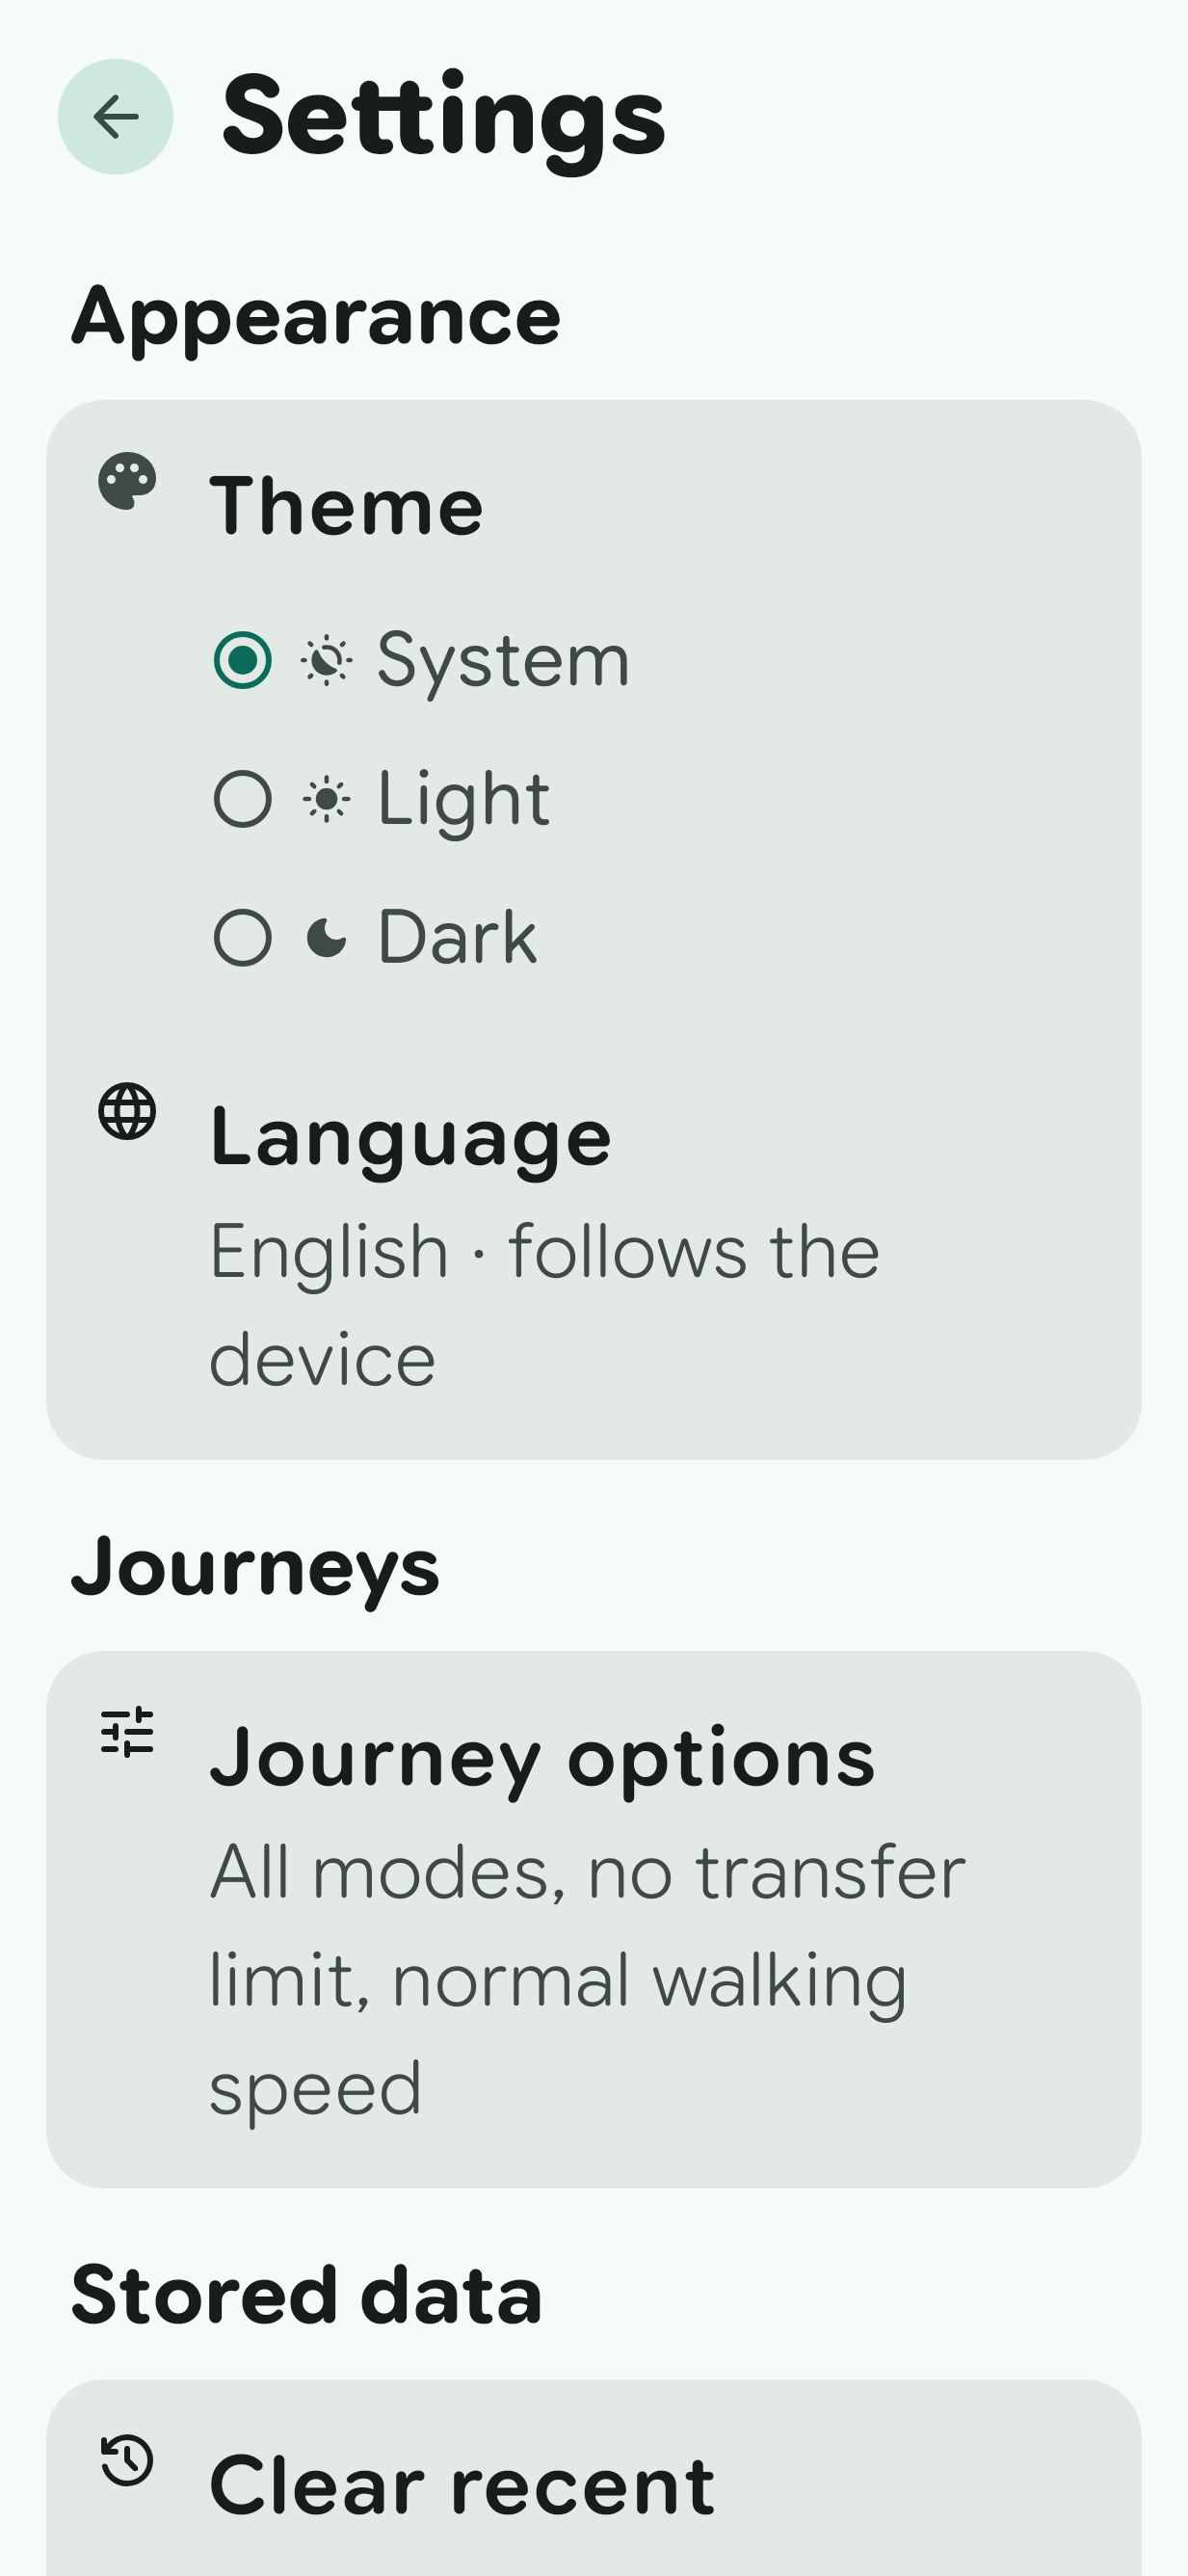 Settings
Appearance
Theme
System
Light
Dark
Language
English · follows the
device
Journeys
Journey options
All modes, no transfer
limit, normal walking
speed
Stored data
Clear recent